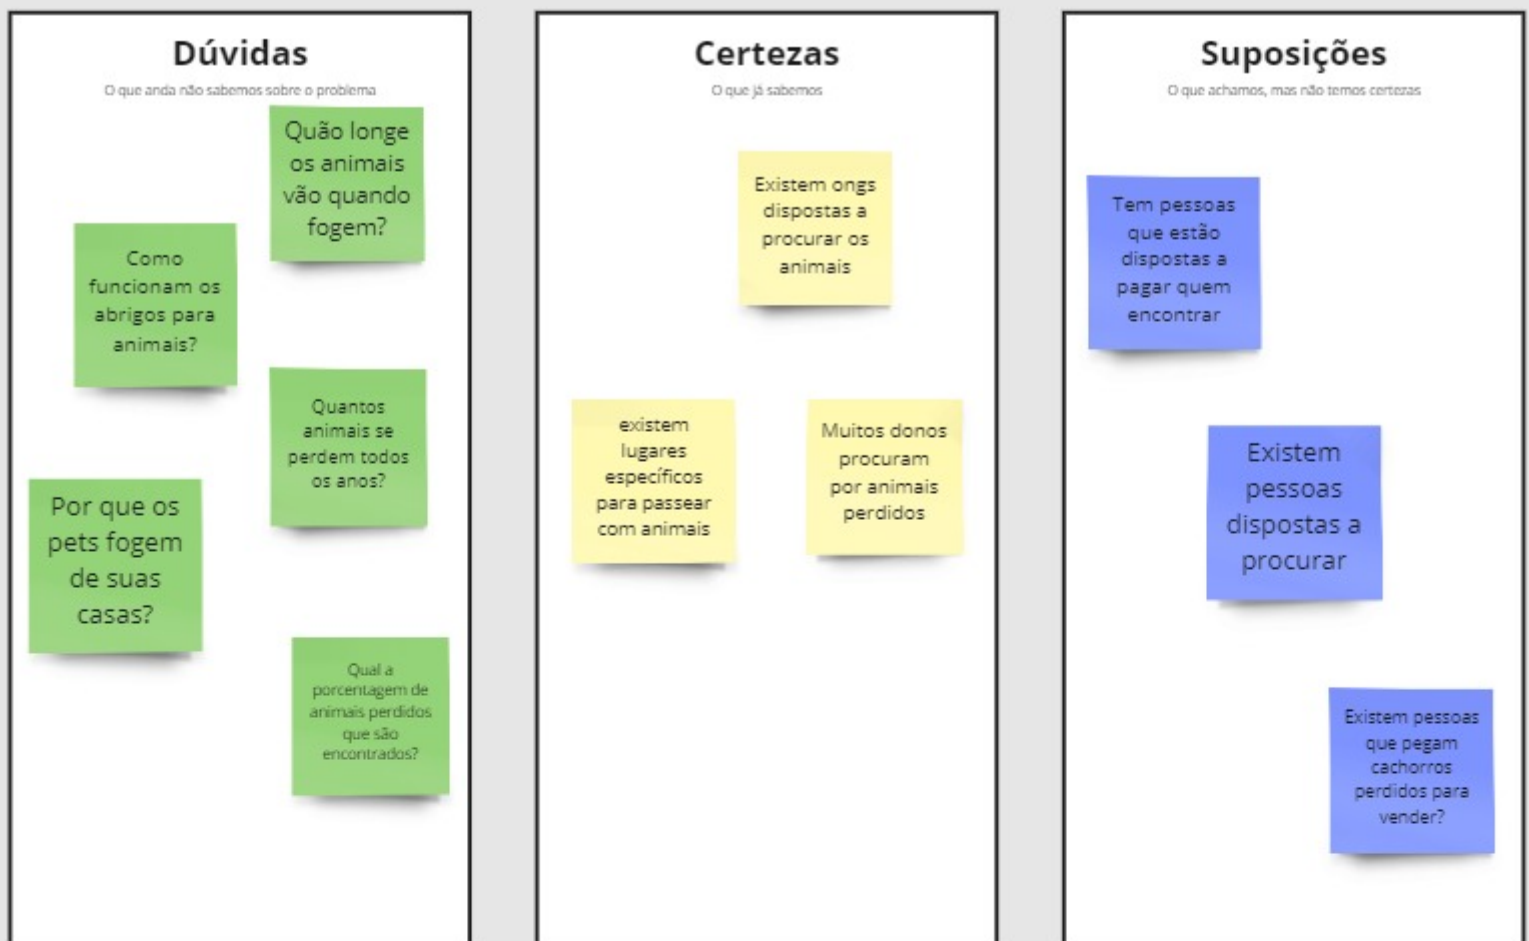 Dúvidas
O que anda não sabemos sobre o problema
Quão longe
os animais
vão quando
fogem?
Como
funcionam os
abrigos para
animais?
Quantos
animais se
perdem todos
os anos?
Por que os
pets fogem
de suas
casas?
Qual a
porcentagem de
animais perdidos
que são
encontrados?
Certezas
O que já sabemos
Existem ongs
dispostas a
procurar os
animais
existem
lugares
específicos
para passear
com animais
Muitos donos
procuram
por animais
perdidos
Suposições
O que achamos, mas não temos certezas
Tem pessoas
que estão
dispostas a
pagar quem
encontrar
Existem
pessoas
dispostas a
procurar
Existem pessoas
que pegam
cachorros
perdidos para
vender?